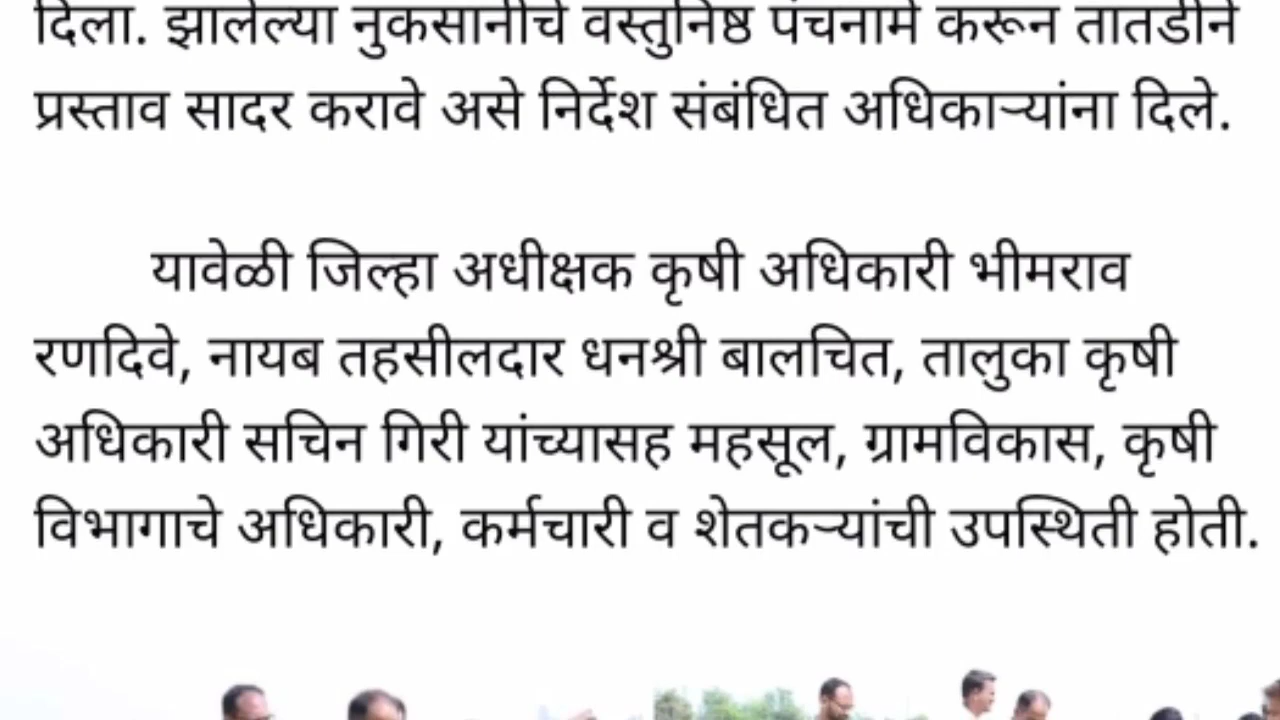 दिला. झालेल्या नुकसानीचे वस्तुनिष्ठ पंचनामे करून तातडीने
प्रस्ताव सादर करावे असे निर्देश संबंधित अधिकाऱ्यांना दिले.
यावेळी जिल्हा अधीक्षक कृषी अधिकारी भीमराव
रणदिवे, नायब तहसीलदार धनश्री बालचित, तालुका कृषी
अधिकारी सचिन गिरी यांच्यासह महसूल, ग्रामविकास, कृषी
विभागाचे अधिकारी, कर्मचारी व शेतकऱ्यांची उपस्थिती होती.